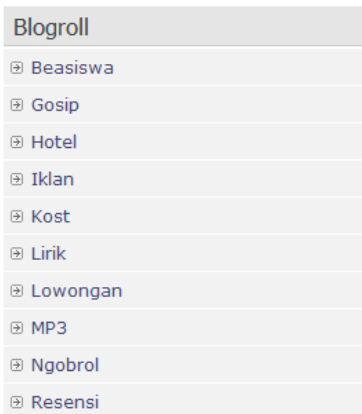 Blogroll
Beasiswa
Gosip
Hotel
Iklan
Kost
Lirik
Lowongan
MP3
Ngobrol
Resensi